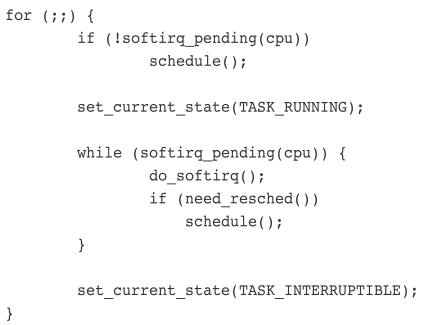 for (;;) {
        if (!softirq_pending(cpu))
                schedule();

        set_current_state(TASK_RUNNING);

        while (softirq_pending(cpu)) {
                do_softirq();
                if (need_resched())
                    schedule();
        }

        set_current_state(TASK_INTERRUPTIBLE);
}